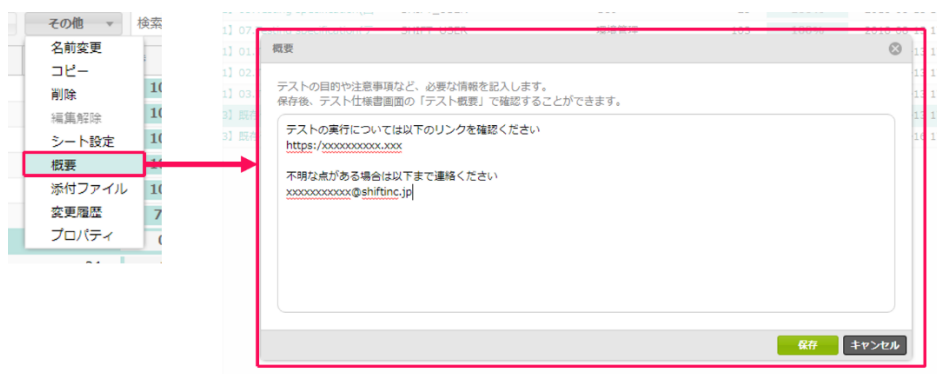 その他 ▼
検索
名前変更
コピー
削除
編集解除
シート設定
概要
添付ファイル
変更履歴
プロパティ
概要
テストの目的や注意事項など、必要な情報を記入します。
保存後、テスト仕様書画面の「テスト概要」で確認することができます。
テストの実行については以下のリンクを確認ください
https:/xxxxxxxxxx.xxx
不明な点がある場合は以下まで連絡ください
xxxxxxxxxxx@shiftinc.jp
保存
キャンセル